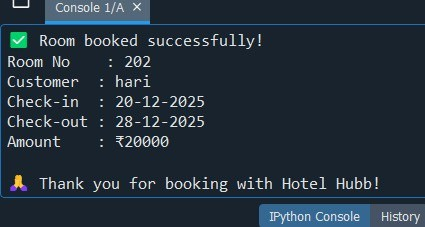 Console 1/A ×
✅ Room booked successfully!
Room No    : 202
Customer  : hari
Check-in  : 20-12-2025
Check-out : 28-12-2025
Amount    : ₹20000
🙏 Thank you for booking with Hotel Hubb!
IPython Console History